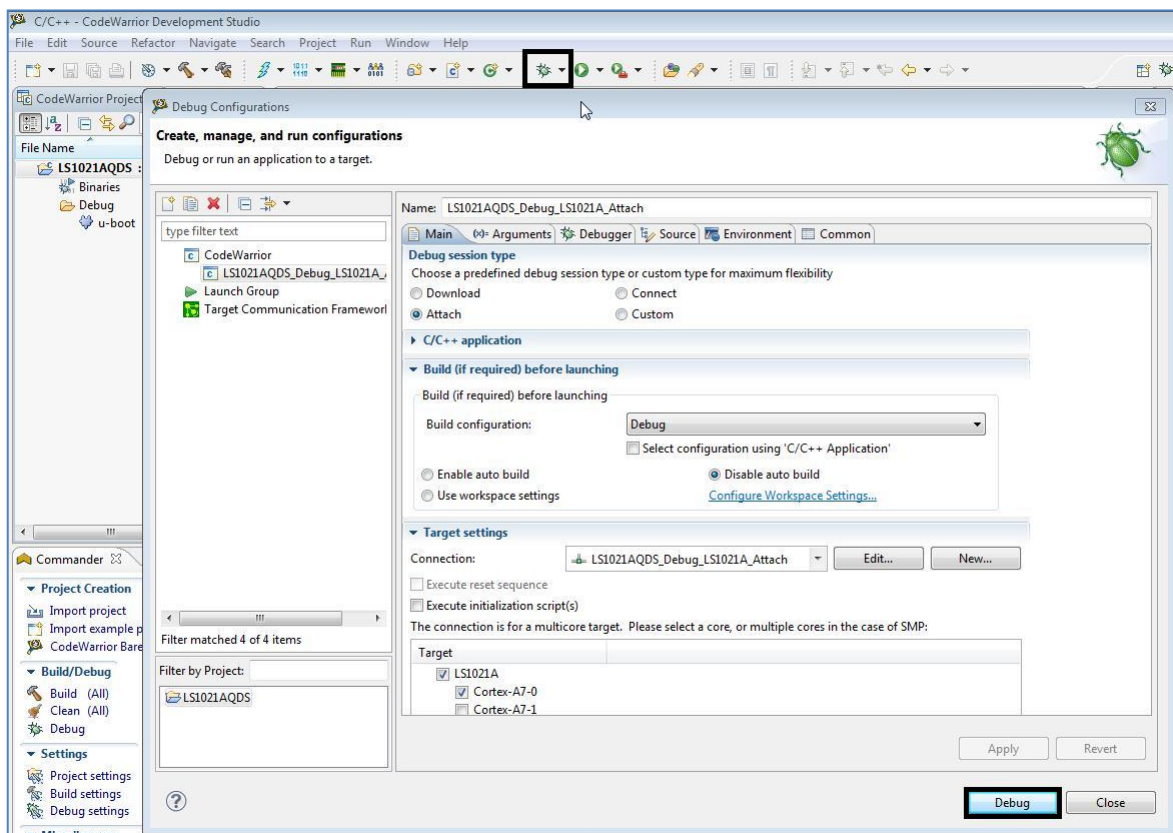 C/C++ - CodeWarrior Development Studio
File Edit Source Refactor Navigate Search Project Run Window Help
CodeWarrior Project
File Name
LS1021AQDS :
Binaries
Debug
u-boot
Debug Configurations
Create, manage, and run configurations
Debug or run an application to a target.
type filter text
CodeWarrior
LS1021AQDS_Debug_LS1021A_
Launch Group
Target Communication Framework
Filter matched 4 of 4 items
Filter by Project:
LS1021AQDS
Name: LS1021AQDS_Debug_LS1021A_Attach
Main Arguments Debugger Source Environment Common
Debug session type
Choose a predefined debug session type or custom type for maximum flexibility
Download Connect
Attach Custom
C/C++ application
Build (if required) before launching
Build (if required) before launching
Build configuration: Debug
Select configuration using 'C/C++ Application'
Enable auto build Disable auto build
Use workspace settings Configure Workspace Settings...
Target settings
Connection: LS1021AQDS_Debug_LS1021A_Attach Edit... New...
Execute reset sequence
Execute initialization script(s)
The connection is for a multicore target. Please select a core, or multiple cores in the case of SMP:
Target
LS1021A
Cortex-A7-0
Cortex-A7-1
Apply Revert
Debug Close
Commander
Project Creation
Import project
Import example p
CodeWarrior Bare
Build/Debug
Build (All)
Clean (All)
Debug
Settings
Project settings
Build settings
Debug settings